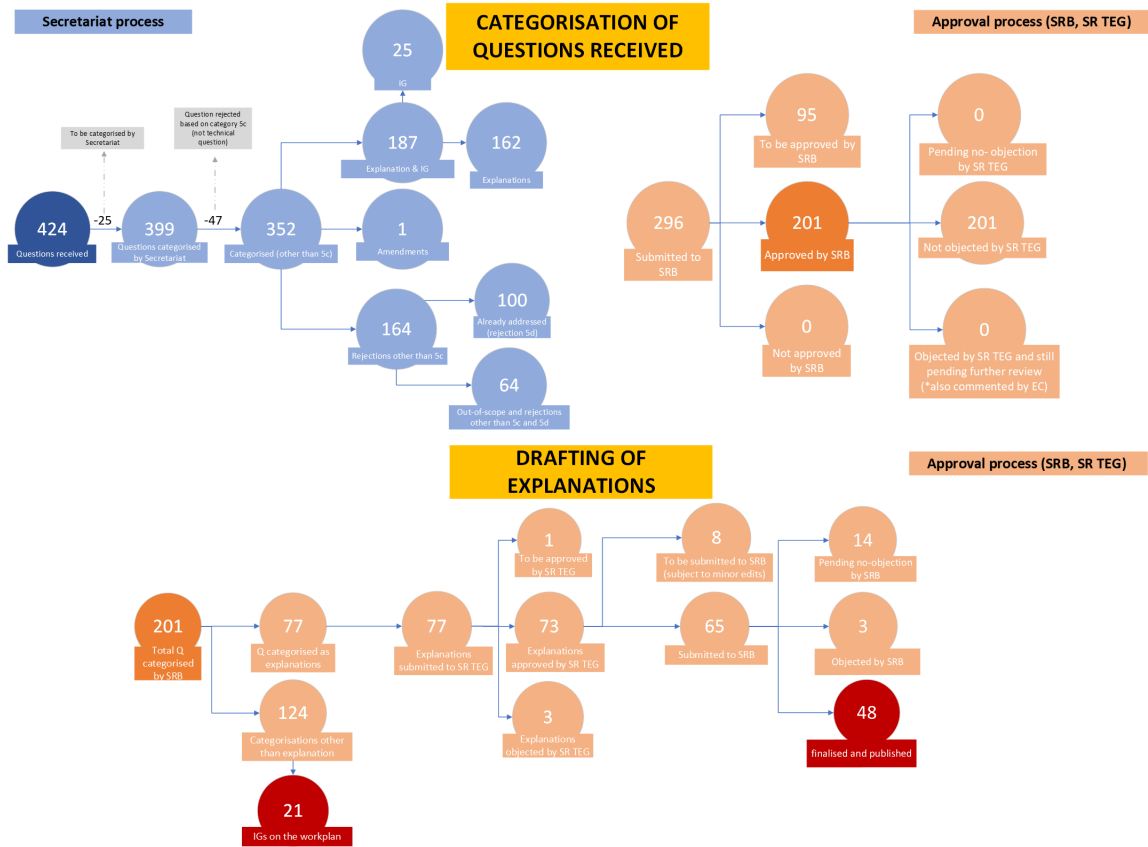 Secretariat process
CATEGORISATION OF
QUESTIONS RECEIVED
Approval process (SRB, SR TEG)
25
IG
To be categorised by
Secretariat
Question rejected
based on category 5c
(not technical
question)
187
Explanation & IG
162
Explanations
424
Questions received
-25
399
Questions categorised
by Secretariat
-47
352
Categorised (other than 5c)
1
Amendments
164
Rejections other than 5c
100
Already addressed
(rejection 5d)
64
Out-of-scope and rejections
other than 5c and 5d
95
To be approved by
SRB
0
Pending no- objection
by SR TEG
296
Submitted to
SRB
201
Approved by SRB
201
Not objected by SR TEG
0
Not approved
by SRB
0
Objected by SR TEG and still
pending further review
(*also commented by EC)
DRAFTING OF
EXPLANATIONS
Approval process (SRB, SR TEG)
1
To be approved
by SR TEG
8
To be submitted to SRB
(subject to minor edits)
14
Pending no-objection
by SRB
201
Total Q
categorised
by SRB
77
Q categorised as
explanations
77
Explanations
submitted to SR TEG
73
Explanations
approved by SR TEG
65
Submitted to SRB
3
Objected by SRB
124
Categorisations other
than explanation
3
Explanations
objected by SR TEG
48
finalised and published
21
IGs on the workplan